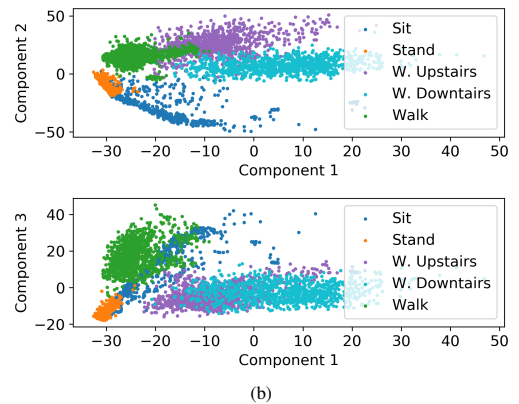 Component 2
50
0
−50
Sit
Stand
W. Upstairs
W. Downtairs
Walk
−30 −20 −10 0 10 20 30 40 50
Component 1
Component 3
40
20
0
−20
Sit
Stand
W. Upstairs
W. Downtairs
Walk
−30 −20 −10 0 10 20 30 40 50
Component 1
(b)